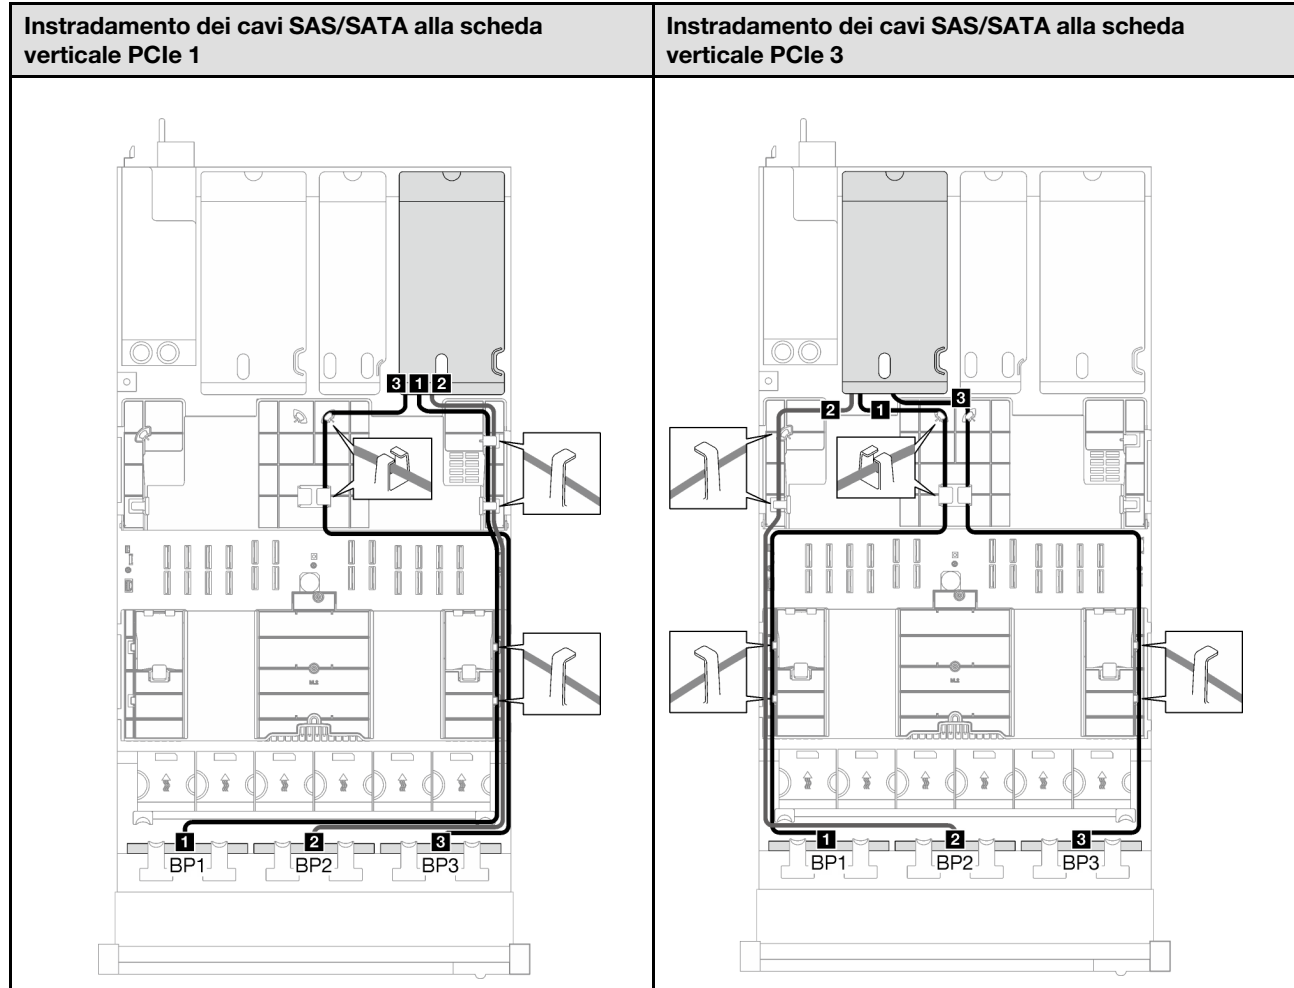 Instradamento dei cavi SAS/SATA alla scheda
verticale PCIe 1
Instradamento dei cavi SAS/SATA alla scheda
verticale PCIe 3
3 1 2
M.2
1 2 3
BP1 BP2 BP3
2 1 3
M.2
1 2 3
BP1 BP2 BP3